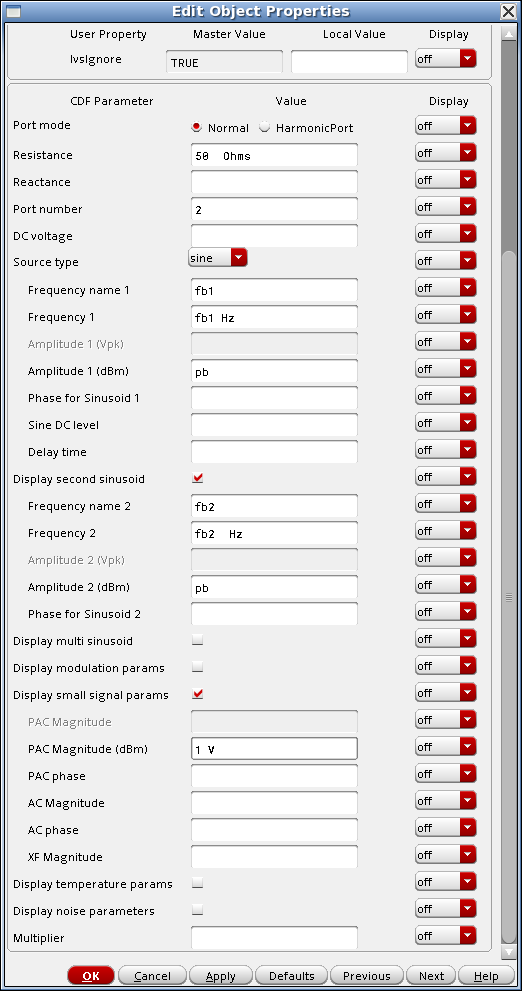 Edit Object Properties
User Property Master Value Local Value Display
lvsIgnore TRUE off
CDF Parameter Value Display
Port mode Normal HarmonicPort off
Resistance 50 Ohms off
Reactance off
Port number 2 off
DC voltage off
Source type sine off
Frequency name 1 fb1 off
Frequency 1 fb1 Hz off
Amplitude 1 (Vpk) off
Amplitude 1 (dBm) pb off
Phase for Sinusoid 1 off
Sine DC level off
Delay time off
Display second sinusoid off
Frequency name 2 fb2 off
Frequency 2 fb2 Hz off
Amplitude 2 (Vpk) off
Amplitude 2 (dBm) pb off
Phase for Sinusoid 2 off
Display multi sinusoid off
Display modulation params off
Display small signal params off
PAC Magnitude off
PAC Magnitude (dBm) 1 V off
PAC phase off
AC Magnitude off
AC phase off
XF Magnitude off
Display temperature params off
Display noise parameters off
Multiplier off
OK Cancel Apply Defaults Previous Next Help